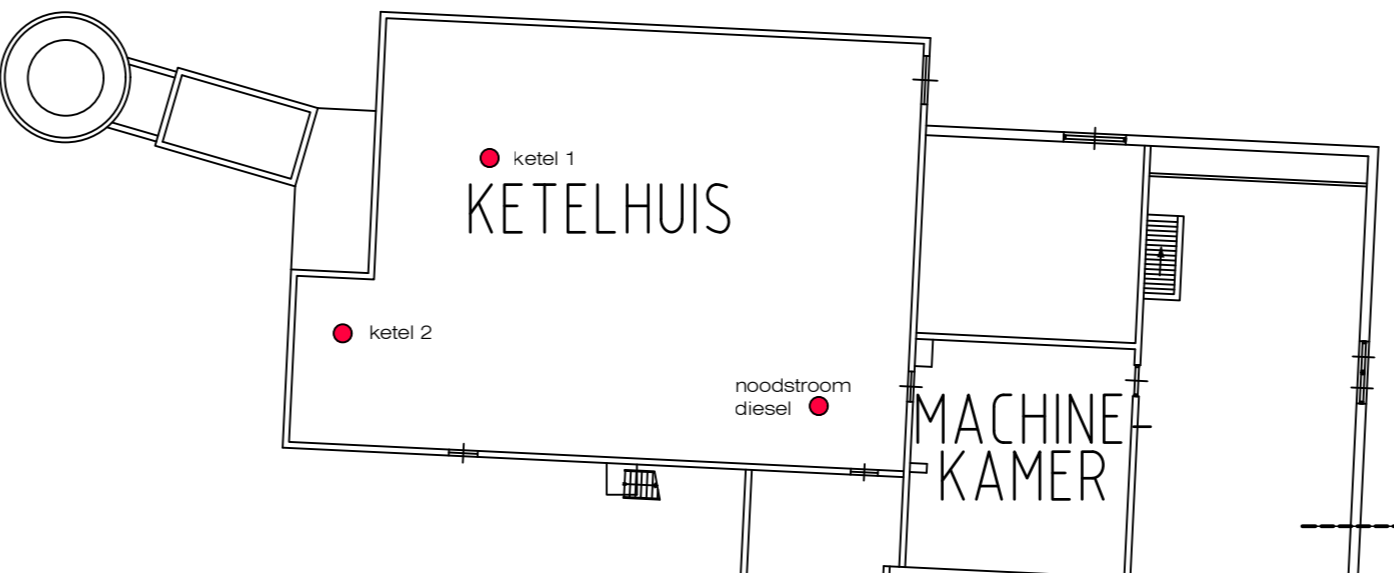 ketel 1
KETELHUIS
ketel 2
noodstroom
diesel
MACHINE
KAMER